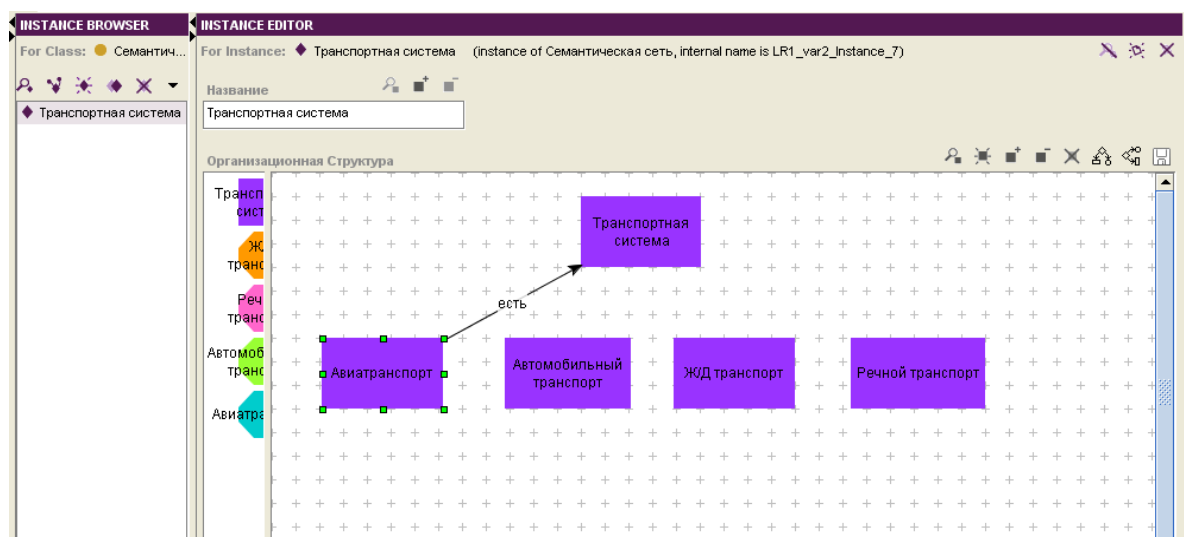 INSTANCE BROWSER
For Class: Семантич...
Транспортная система
INSTANCE EDITOR
For Instance: Транспортная система (instance of Семантическая сеть, internal name is LR1_var2_Instance_7)
Название
Транспортная система
Организационная Структура
Трансп
сист
Ж/
транс
Реч
транс
Автомоб
транс
Авиатра
Транспортная
система
есть
Авиатранспорт
Автомобильный
транспорт
Ж/Д транспорт
Речной транспорт